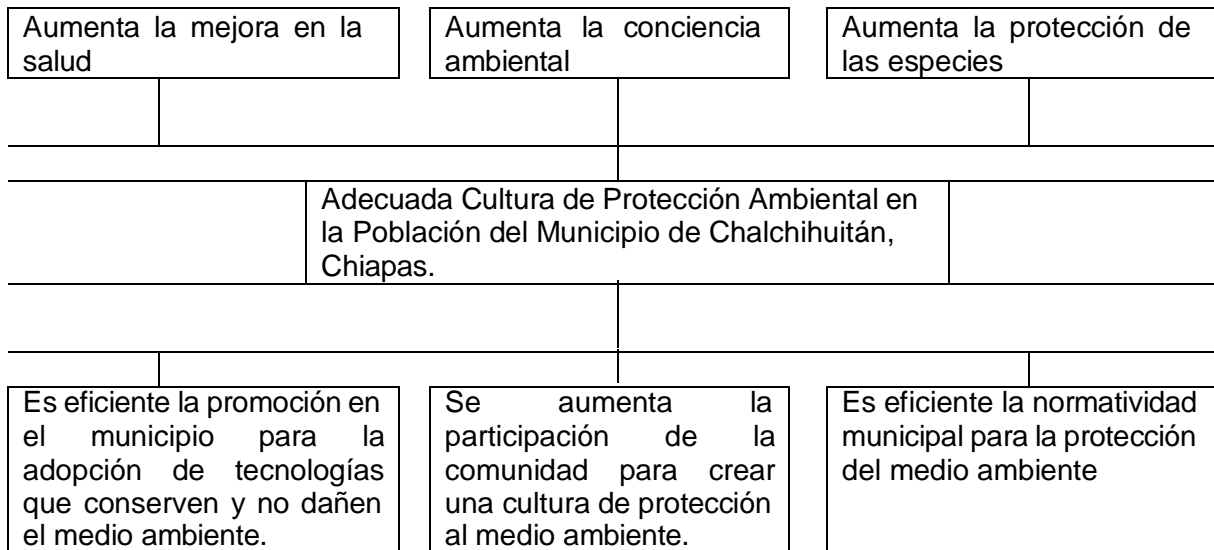 Aumenta la mejora en la
salud
Aumenta la conciencia
ambiental
Aumenta la protección de
las especies
Adecuada Cultura de Protección Ambiental en
la Población del Municipio de Chalchihuitán,
Chiapas.
Es eficiente la promoción en
el municipio para la
adopción de tecnologías
que conserven y no dañen
el medio ambiente.
Se aumenta la
participación de la
comunidad para crear
una cultura de protección
al medio ambiente.
Es eficiente la normatividad
municipal para la protección
del medio ambiente